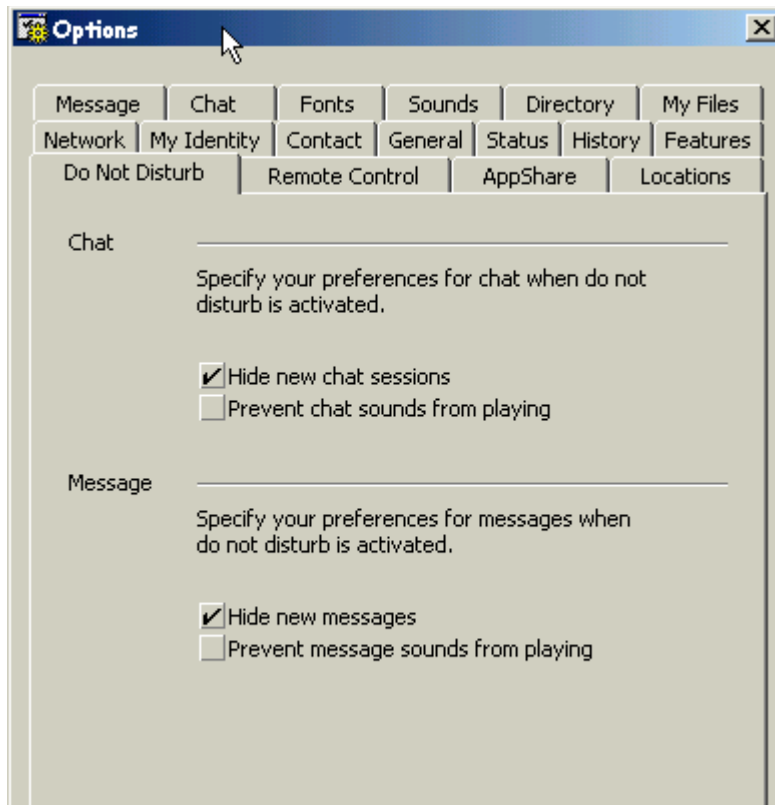 Options
Message Chat Fonts Sounds Directory My Files
Network My Identity Contact General Status History Features
Do Not Disturb Remote Control AppShare Locations
Chat
Specify your preferences for chat when do not
disturb is activated.
Hide new chat sessions
Prevent chat sounds from playing
Message
Specify your preferences for messages when
do not disturb is activated.
Hide new messages
Prevent message sounds from playing